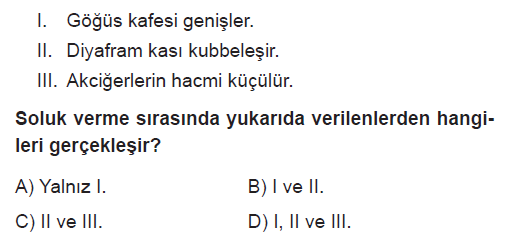 I. Göğüs kafesi genişler.
II. Diyafram kası kubbeleşir.
III. Akciğerlerin hacmi küçülür.
Soluk verme sırasında yukarıda verilenlerden hangi-
leri gerçekleşir?
A) Yalnız I.
B) I ve II.
C) II ve III.
D) I, II ve III.